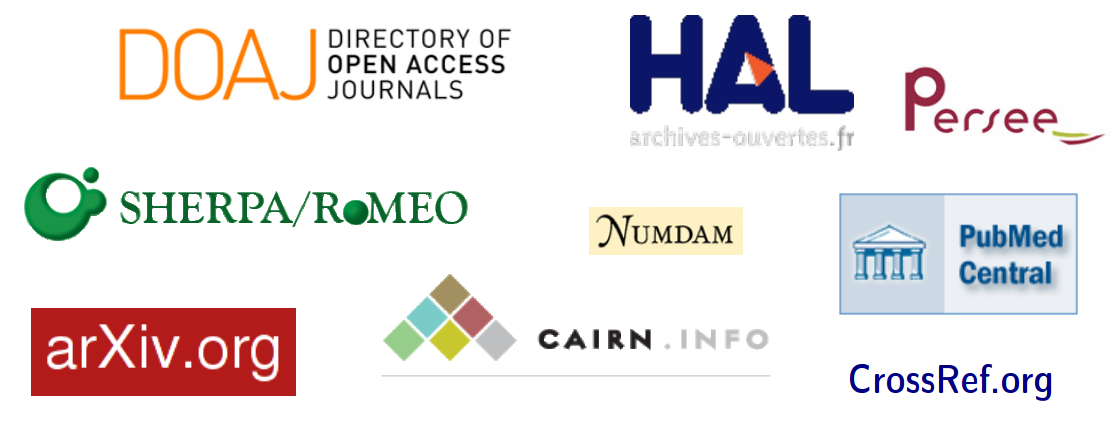 DOAJ
DIRECTORY OF
OPEN ACCESS
JOURNALS
HAL
archives-ouvertes.fr
Persee
SHERPA/RoMEO
NUMDAM
PubMed
Central
arXiv.org
CAIRN.INFO
CrossRef.org